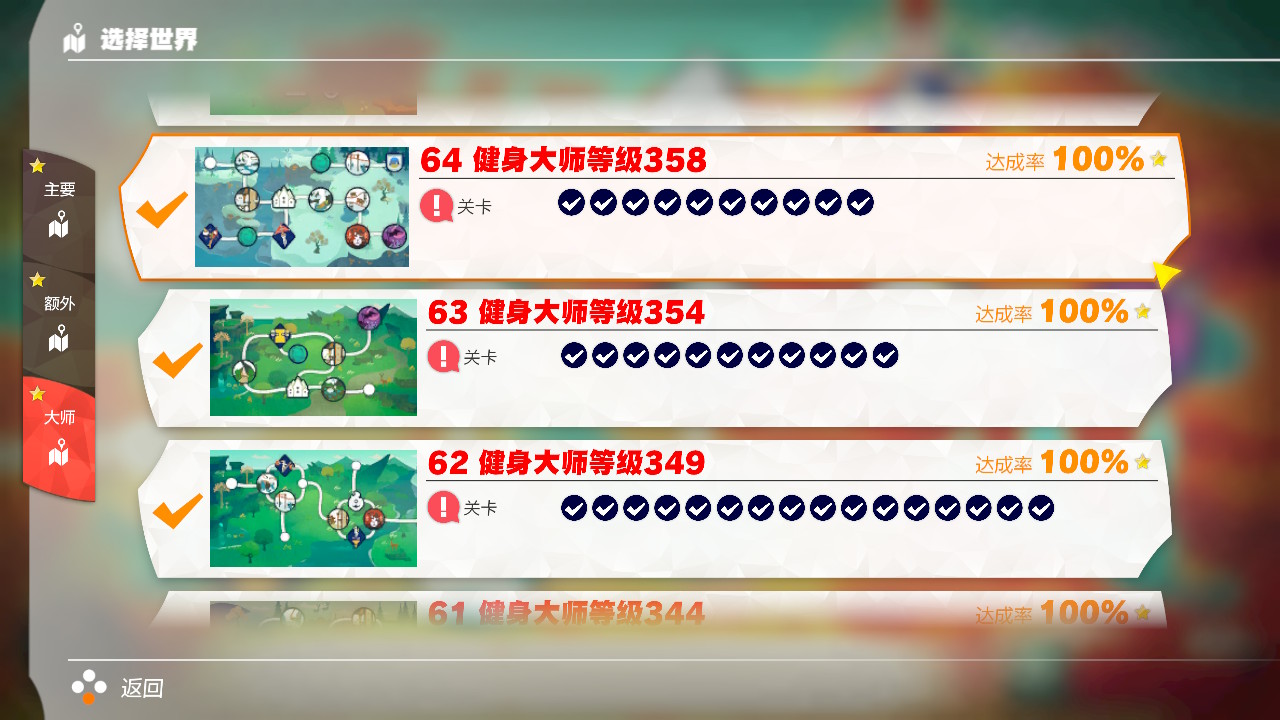 选择世界
主要
额外
大师
64 健身大师等级358
达成率 100%
关卡
63 健身大师等级354
达成率 100%
关卡
62 健身大师等级349
达成率 100%
关卡
61 健身大师等级344
达成率 100%
返回